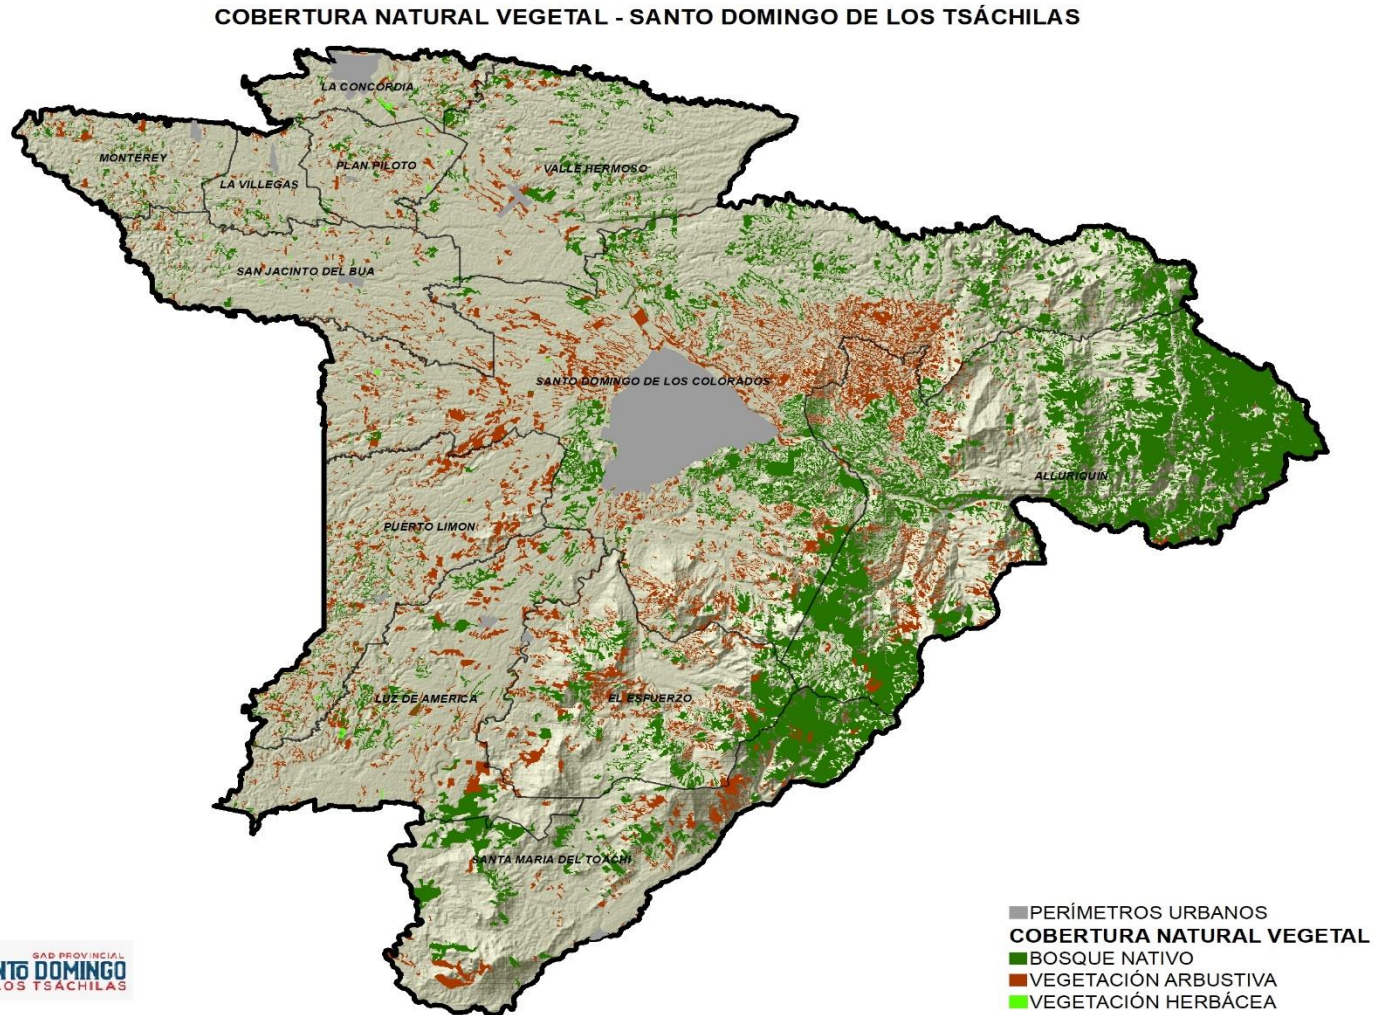 COBERTURA NATURAL VEGETAL - SANTO DOMINGO DE LOS TSÁCHILAS
LA CONCORDIA
MONTEREY
LA VILLEGAS
PLAN PILOTO
VALLE HERMOSO
SAN JACINTO DEL BUA
SANTO DOMINGO DE LOS COLORADOS
ALLURIQUIN
PUERTO LIMON
LUZ DE AMERICA
EL ESFUERZO
SANTA MARIA DEL TOACHI
PERÍMETROS URBANOS
COBERTURA NATURAL VEGETAL
BOSQUE NATIVO
VEGETACIÓN ARBUSTIVA
VEGETACIÓN HERBÁCEA
GAD PROVINCIAL
NTO DOMINGO
LOS TSÁCHILAS